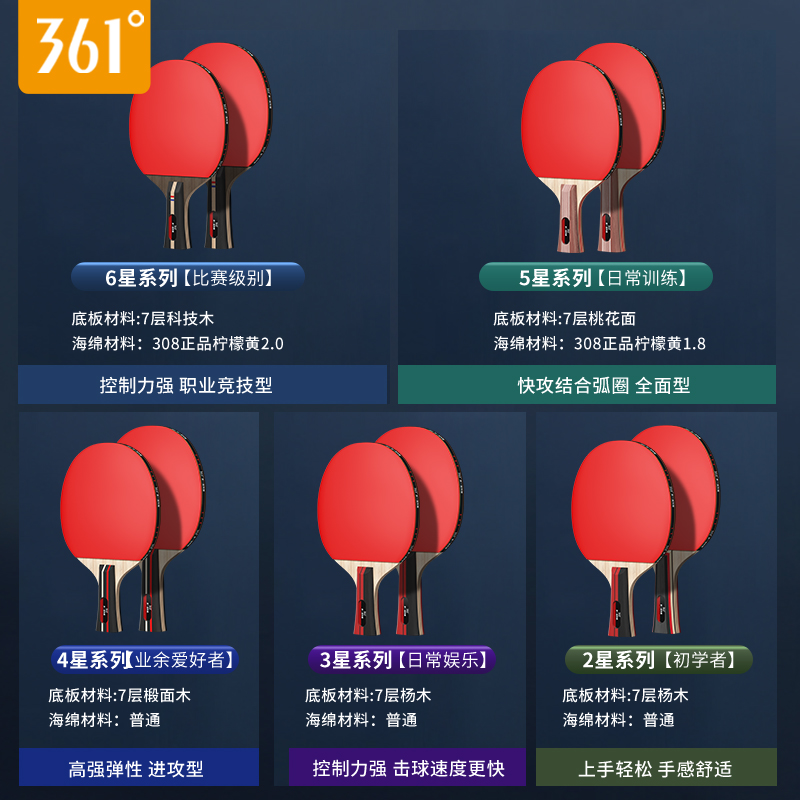 361°
6星系列【比赛级别】
底板材料:7层科技木
海绵材料：308正品柠檬黄2.0
控制力强 职业竞技型
5星系列【日常训练】
底板材料:7层桃花面
海绵材料：308正品柠檬黄1.8
快攻结合弧圈 全面型
4星系列【业余爱好者】
底板材料:7层椴面木
海绵材料：普通
高强弹性 进攻型
3星系列【日常娱乐】
底板材料:7层杨木
海绵材料：普通
控制力强 击球速度更快
2星系列【初学者】
底板材料:7层杨木
海绵材料：普通
上手轻松 手感舒适